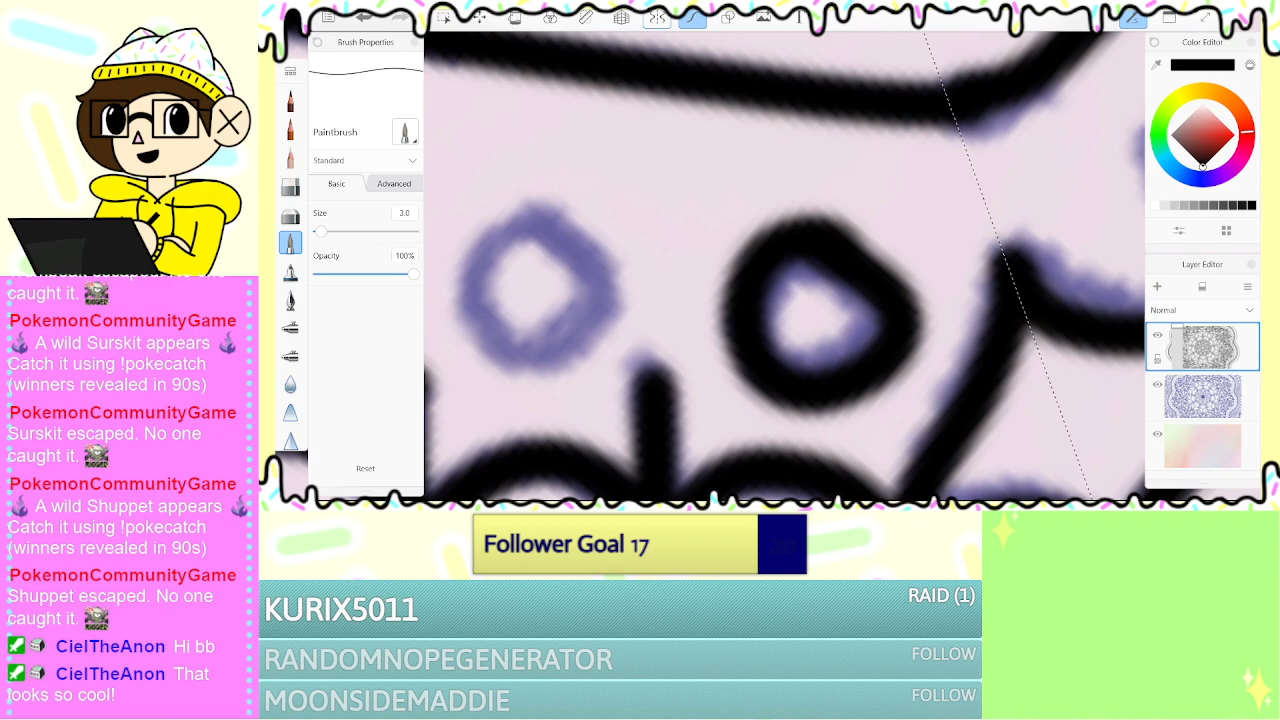 Brush Properties
Paintbrush
Standard
Basic
Advanced
Size
3.0
Opacity
100%
Reset
Color Editor
Layer Editor
Normal
caught it.
PokemonCommunityGame
A wild Surskit appears
Catch it using !pokecatch
(winners revealed in 90s)
PokemonCommunityGame
Surskit escaped. No one
caught it.
PokemonCommunityGame
A wild Shuppet appears
Catch it using !pokecatch
(winners revealed in 90s)
PokemonCommunityGame
Shuppet escaped. No one
caught it.
CielTheAnon Hi bb
CielTheAnon That
looks so cool!
Follower Goal 17
20
KURIX5011
RAID (1)
RANDOMNOPEGENERATOR
FOLLOW
MOONSIDEMADDIE
FOLLOW